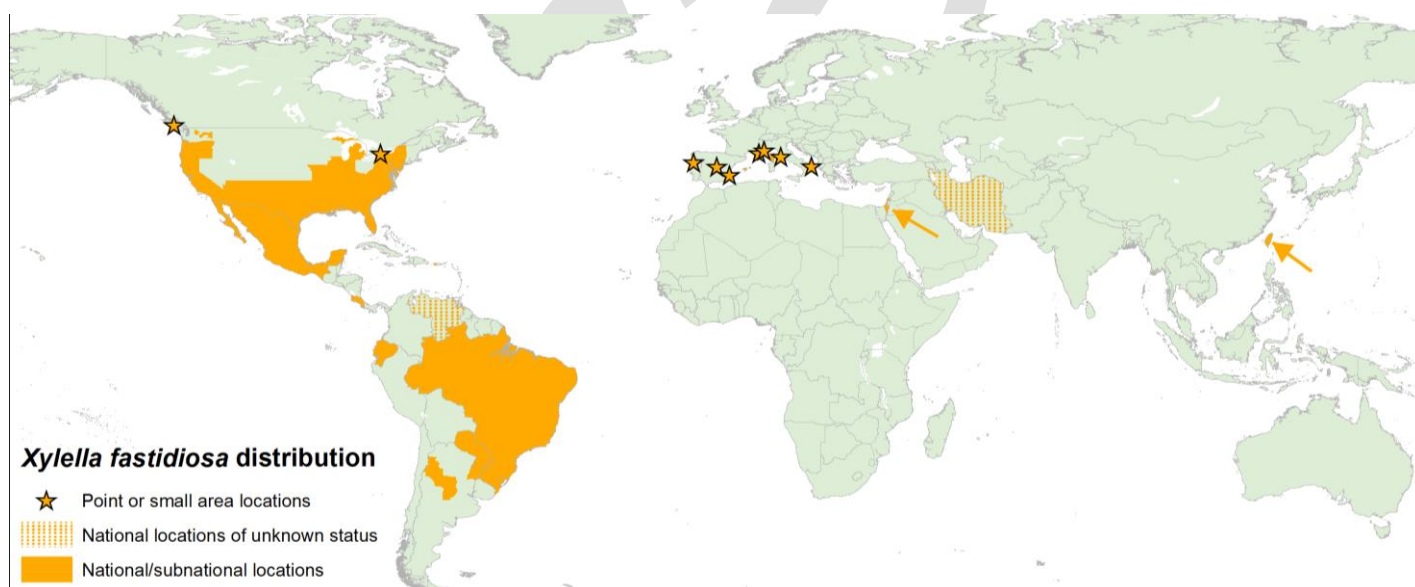 Xylella fastidiosa distribution
Point or small area locations
National locations of unknown status
National/subnational locations